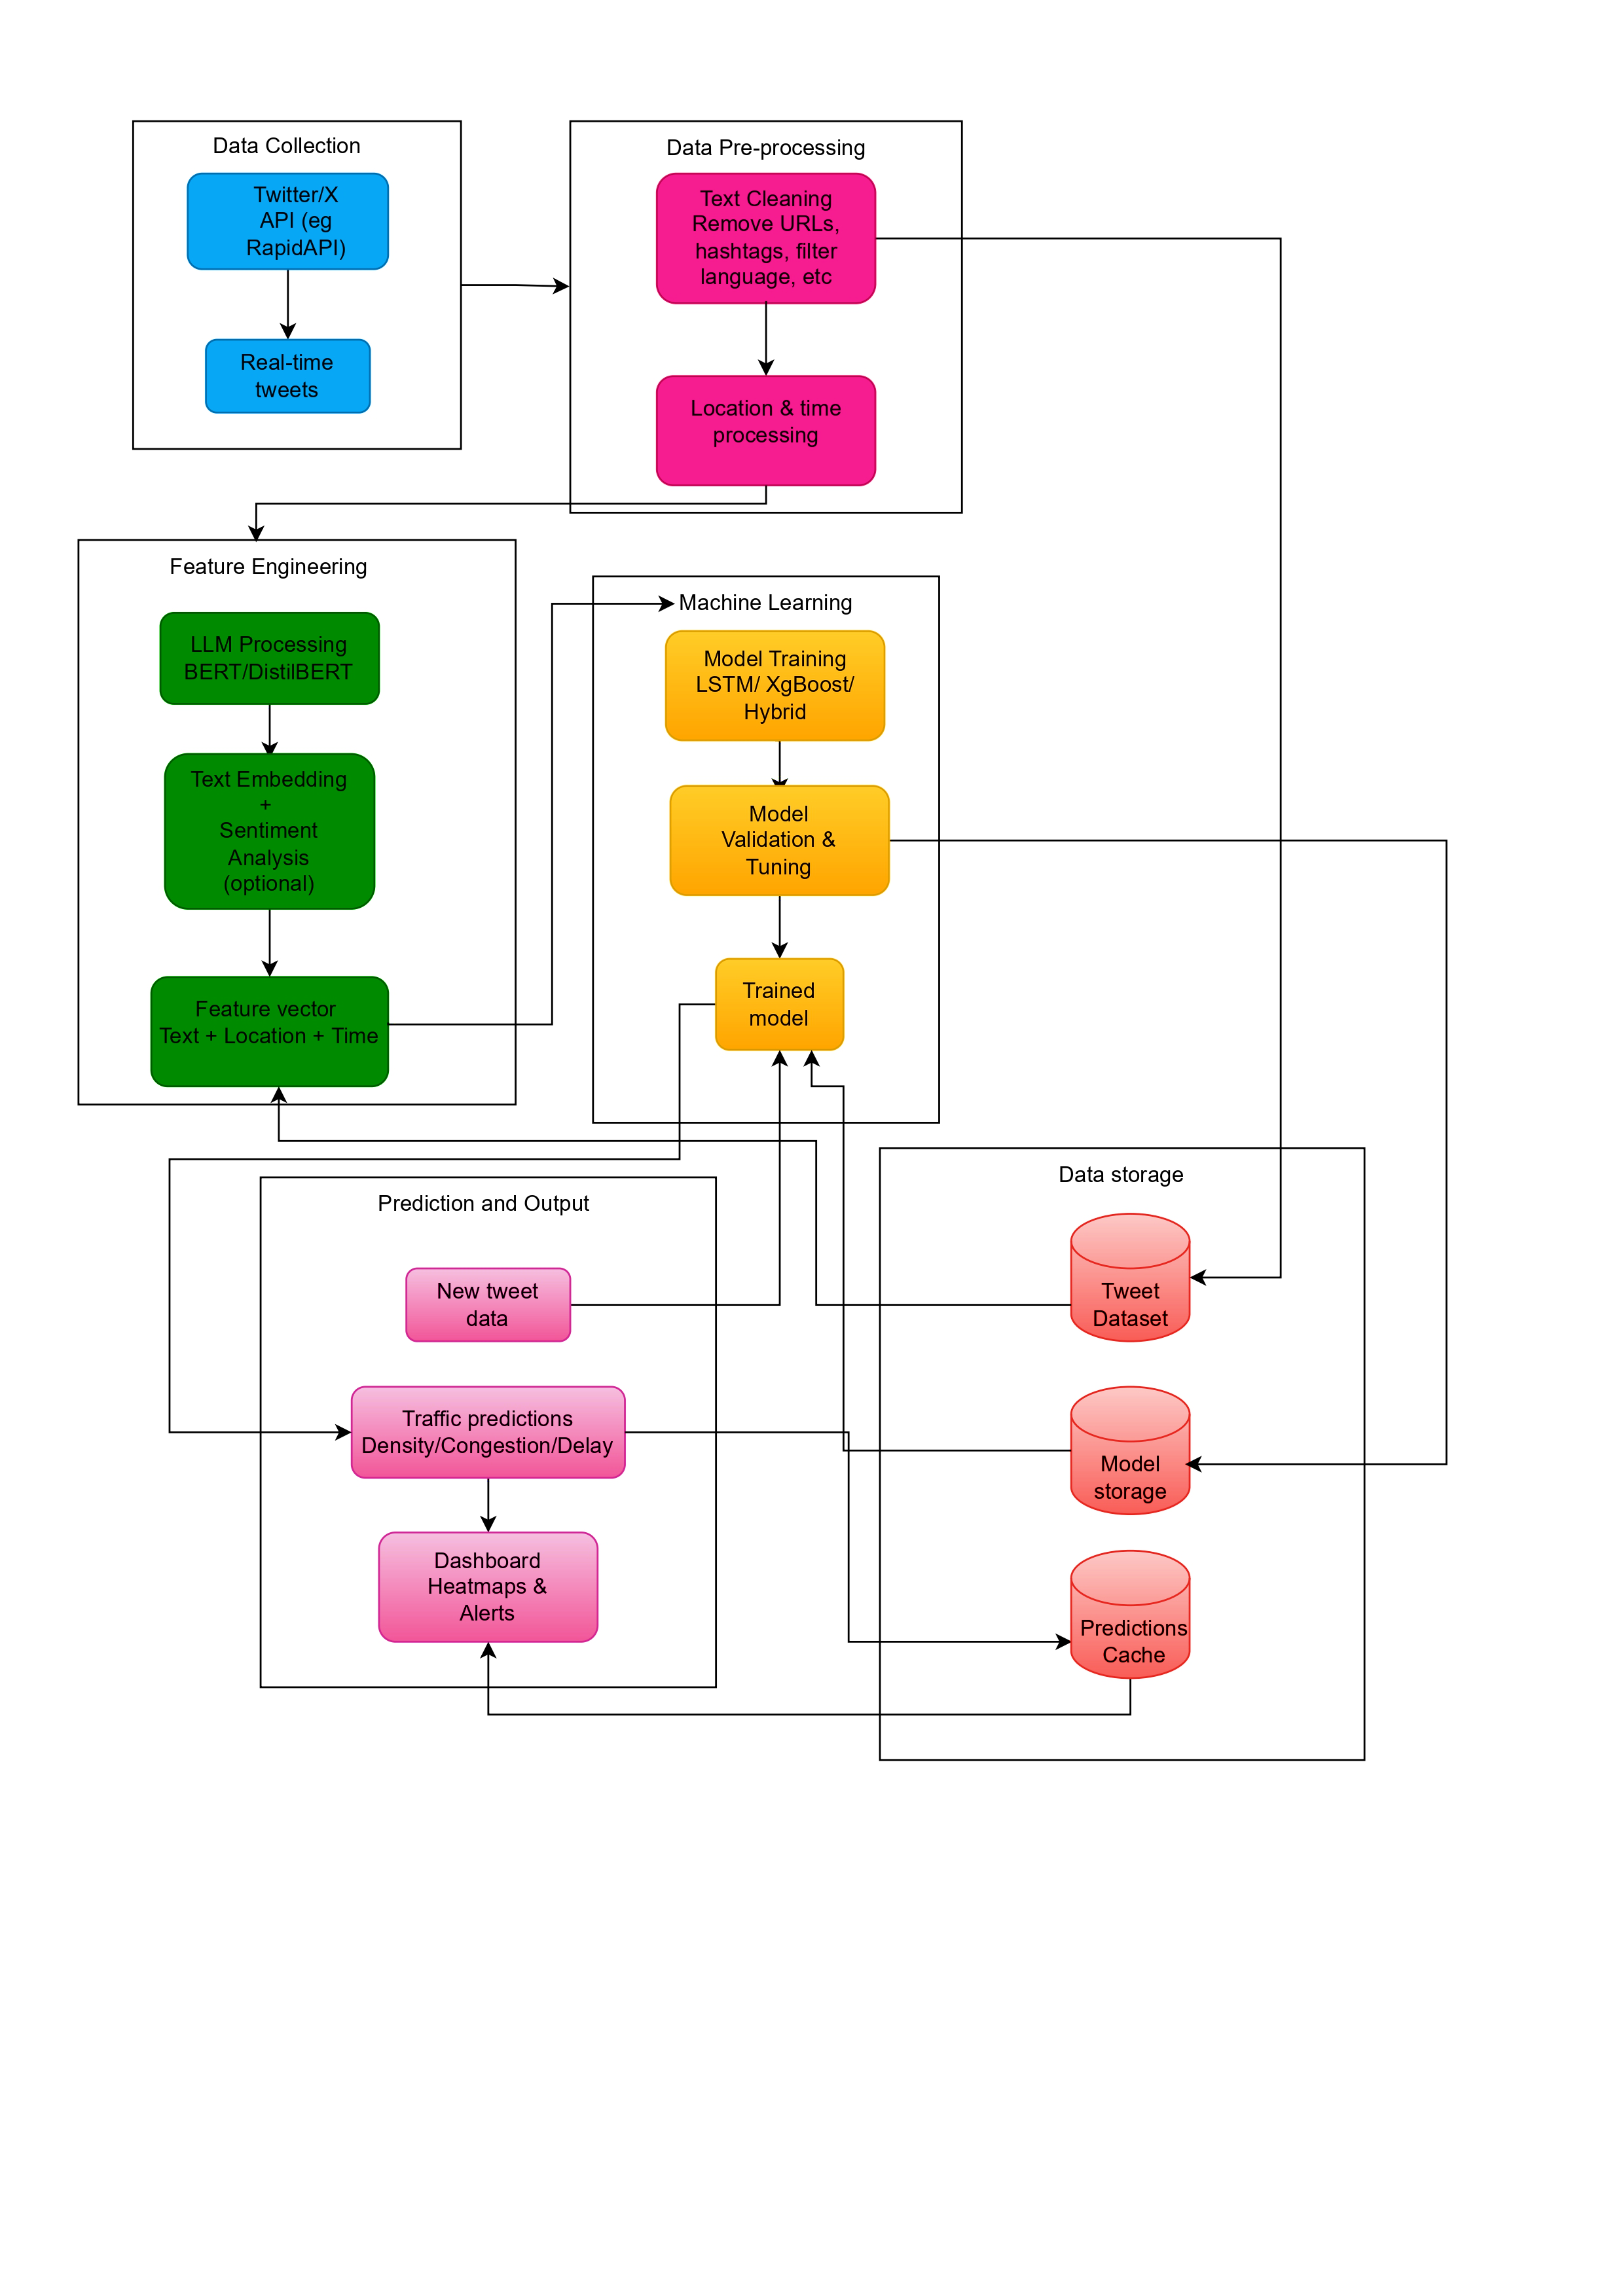 Data Collection
Twitter/X
API (eg
RapidAPI)
Real-time
tweets
Data Pre-processing
Text Cleaning
Remove URLs,
hashtags, filter
language, etc
Location & time
processing
Feature Engineering
LLM Processing
BERT/DistilBERT
Text Embedding
+
Sentiment
Analysis
(optional)
Feature vector
Text + Location + Time
Machine Learning
Model Training
LSTM/ XgBoost/
Hybrid
Model
Validation &
Tuning
Trained
model
Prediction and Output
New tweet
data
Traffic predictions
Density/Congestion/Delay
Dashboard
Heatmaps &
Alerts
Data storage
Tweet
Dataset
Model
storage
Predictions
Cache